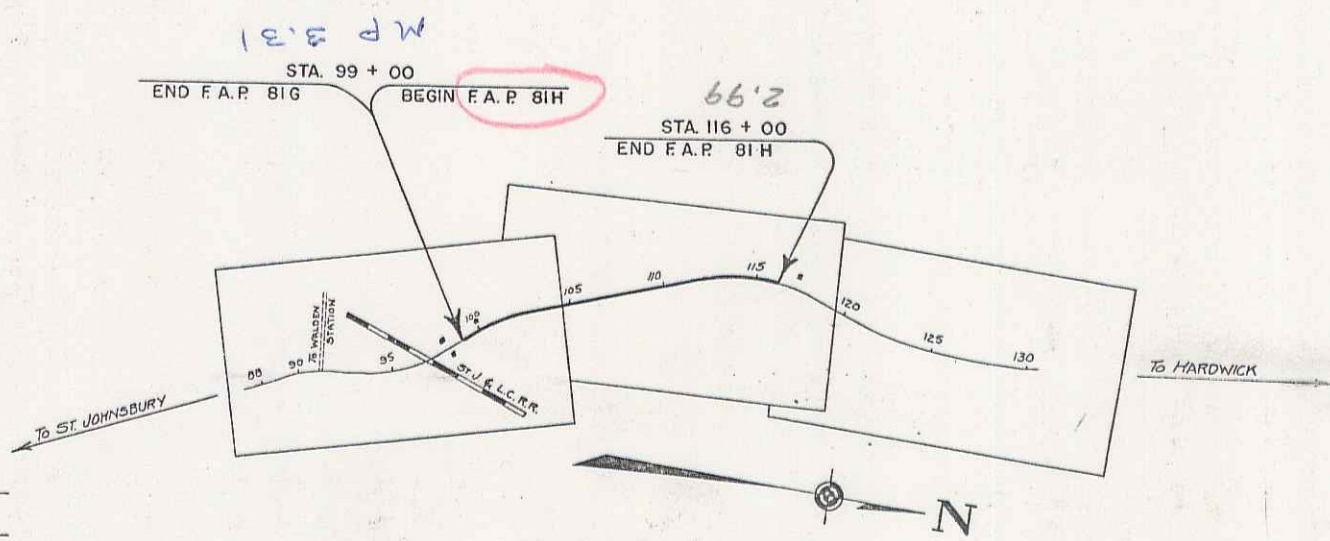 MP 3.31
STA. 99 + 00
END F.A.P. 81G
BEGIN F.A.P. 81H
2.99
STA. 116 + 00
END F.A.P. 81H
88
90
TO WALDEN
STATION
95
100
105
110
115
120
125
130
ST. J. & L.C. R.R.
TO ST. JOHNSBURY
TO HARDWICK
N